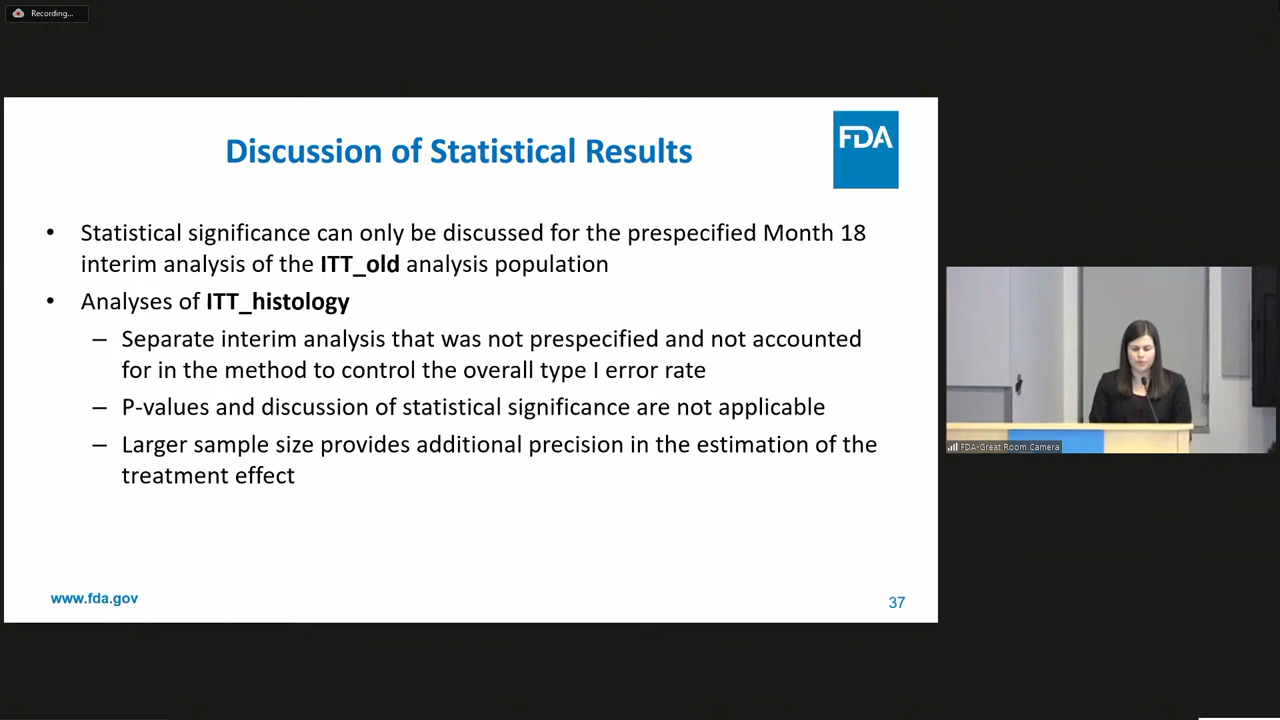 Recording...
Discussion of Statistical Results
FDA
• Statistical significance can only be discussed for the prespecified Month 18
interim analysis of the ITT_old analysis population
• Analyses of ITT_histology
– Separate interim analysis that was not prespecified and not accounted
for in the method to control the overall type I error rate
– P-values and discussion of statistical significance are not applicable
– Larger sample size provides additional precision in the estimation of the
treatment effect
www.fda.gov
37
FDA-Great Room Camera